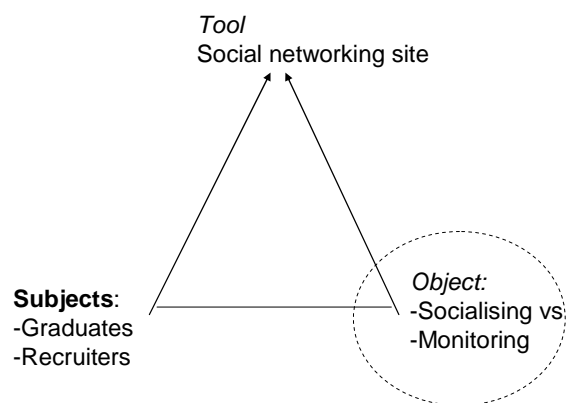 Tool
Social networking site
Subjects:
-Graduates
-Recruiters
Object:
-Socialising vs
-Monitoring